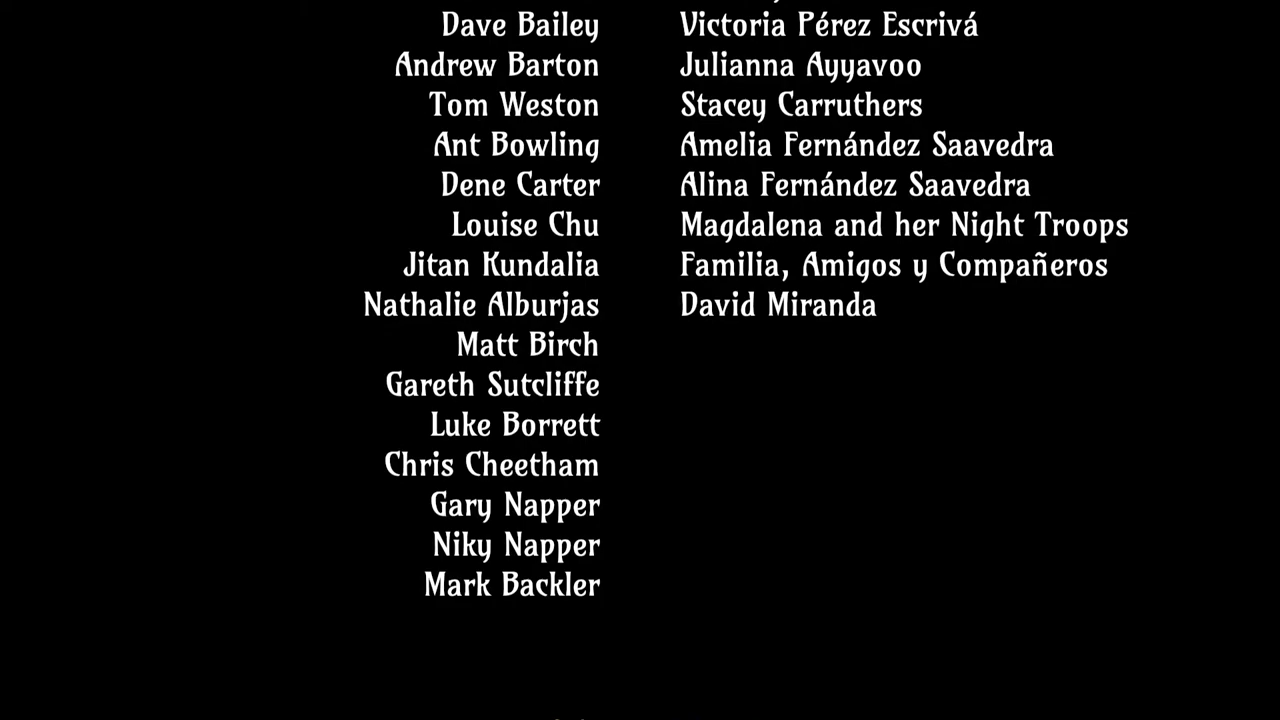 Dave Bailey
Andrew Barton
Tom Weston
Ant Bowling
Dene Carter
Louise Chu
Jitan Kundalia
Nathalie Alburjas
Matt Birch
Gareth Sutcliffe
Luke Borrett
Chris Cheetham
Gary Napper
Niky Napper
Mark Backler
Victoria Pérez Escrivá
Julianna Ayyavoo
Stacey Carruthers
Amelia Fernández Saavedra
Alina Fernández Saavedra
Magdalena and her Night Troops
Familia, Amigos y Compañeros
David Miranda